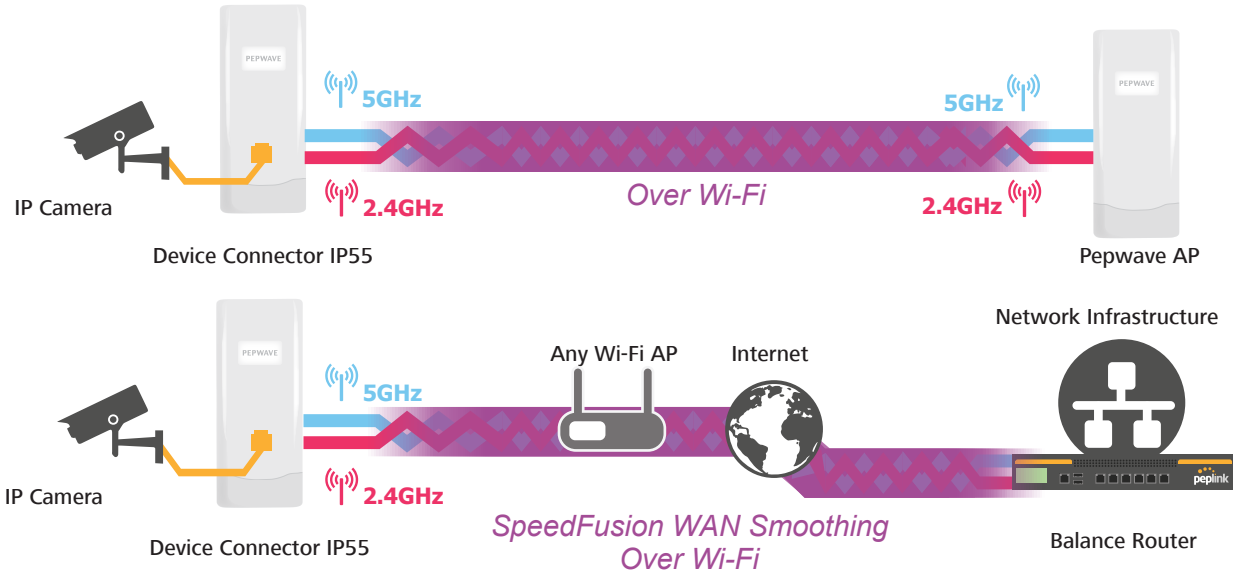 PEPWAVE
PEPWAVE
5GHz
5GHz
Over Wi-Fi
2.4GHz
2.4GHz
IP Camera
Device Connector IP55
Pepwave AP
Network Infrastructure
PEPWAVE
Any Wi-Fi AP
Internet
5GHz
2.4GHz
peplink
IP Camera
SpeedFusion WAN Smoothing
Over Wi-Fi
Device Connector IP55
Balance Router